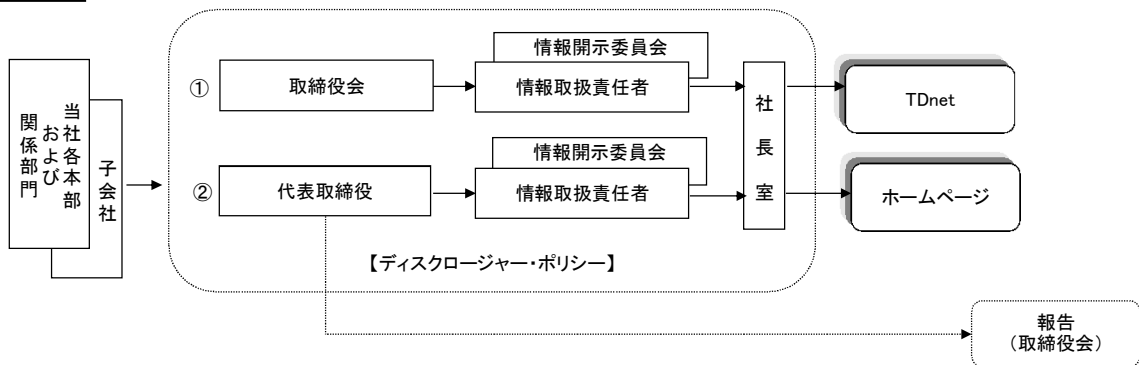 当社各本部
および
関係部門
子会社
①
取締役会
情報開示委員会
情報取扱責任者
②
代表取締役
情報開示委員会
情報取扱責任者
社長室
TDnet
ホームページ
【ディスクロージャー・ポリシー】
報告
(取締役会)